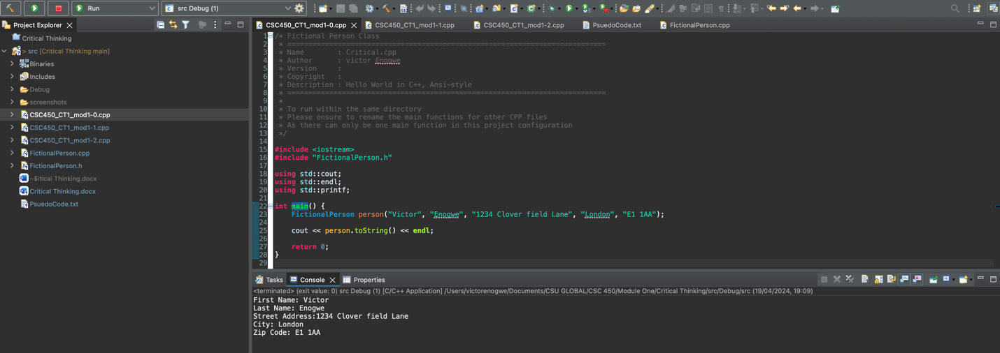 Run
src Debug (1)
Project Explorer
Critical Thinking
> src [Critical Thinking main]
Binaries
Includes
Debug
screenshots
CSC450_CT1_mod1-0.cpp
CSC450_CT1_mod1-1.cpp
CSC450_CT1_mod1-2.cpp
FictionalPerson.cpp
FictionalPerson.h
~$itical Thinking.docx
Critical Thinking.docx
PsuedoCode.txt
CSC450_CT1_mod1-0.cpp
CSC450_CT1_mod1-1.cpp
CSC450_CT1_mod1-2.cpp
PsuedoCode.txt
FictionalPerson.cpp
1 /* Fictional Person Class
2 * ============================================================================
3 * Name        : Critical.cpp
4 * Author      : victor Enogwe
5 * Version     :
6 * Copyright   :
7 * Description : Hello World in C++, Ansi-style
8 * ============================================================================
9 *
10 * To run within the same directory
11 * Please ensure to rename the main functions for other CPP files
12 * As there can only be one main function in this project configuration
13 */
14
15 #include <iostream>
16 #include "FictionalPerson.h"
17
18 using std::cout;
19 using std::endl;
20 using std::printf;
21
22 int main() {
23     FictionalPerson person("Victor", "Enogwe", "1234 Clover field Lane", "London", "E1 1AA");
24
25     cout << person.toString() << endl;
26
27     return 0;
28 }
29
Tasks
Console
Properties
<terminated> (exit value: 0) src Debug (1) [C/C++ Application] /Users/victorenogwe/Documents/CSU GLOBAL/CSC 450/Module One/Critical Thinking/src/Debug/src (19/04/2024, 19:09)
First Name: Victor
Last Name: Enogwe
Street Address:1234 Clover field Lane
City: London
Zip Code: E1 1AA